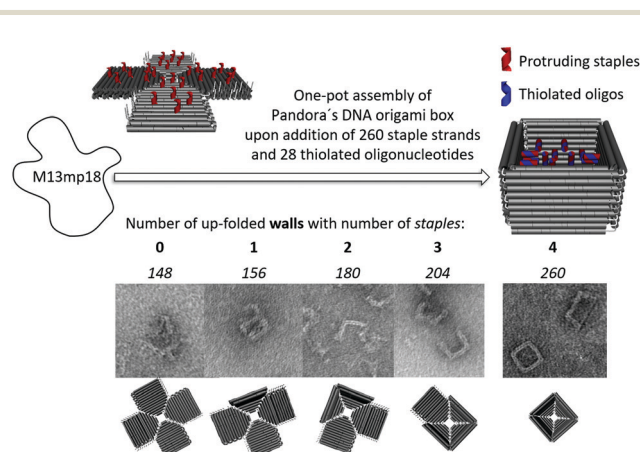 Protruding staples
Thiolated oligos
One-pot assembly of
Pandora´s DNA origami box
upon addition of 260 staple strands
and 28 thiolated oligonucleotides
M13mp18
Number of up-folded walls with number of staples:
0 1 2 3 4
148 156 180 204 260